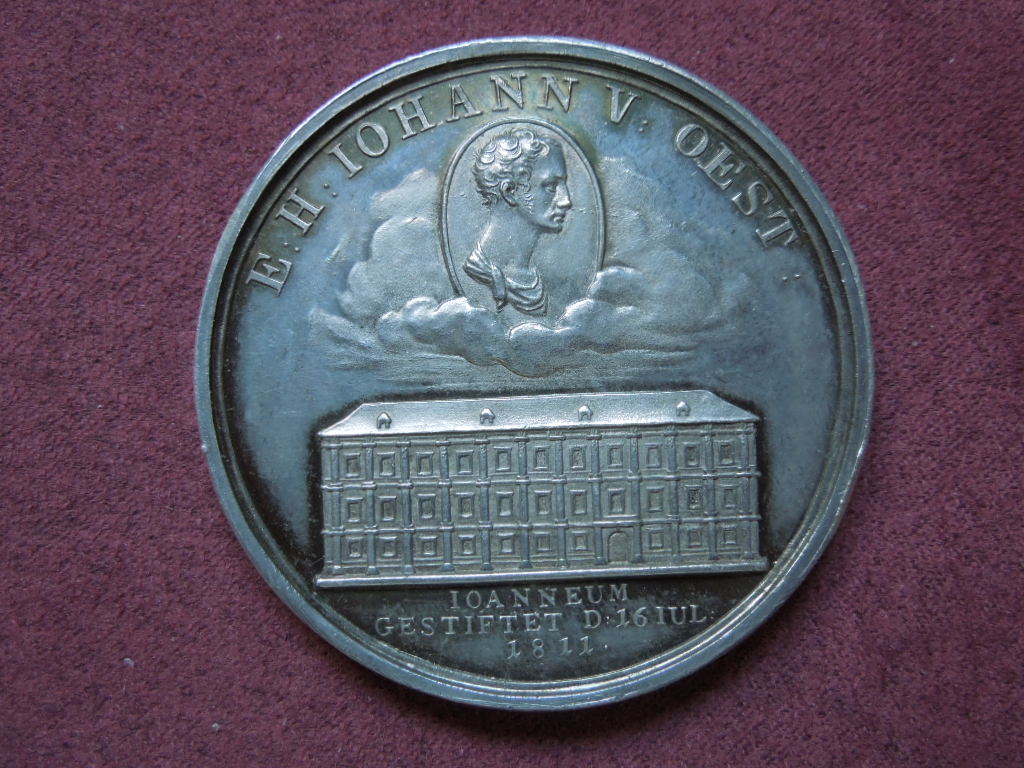 E : H : IOHANN V : OEST :
IOANNEUM
GESTIFTET D : 16 IUL.
1811.